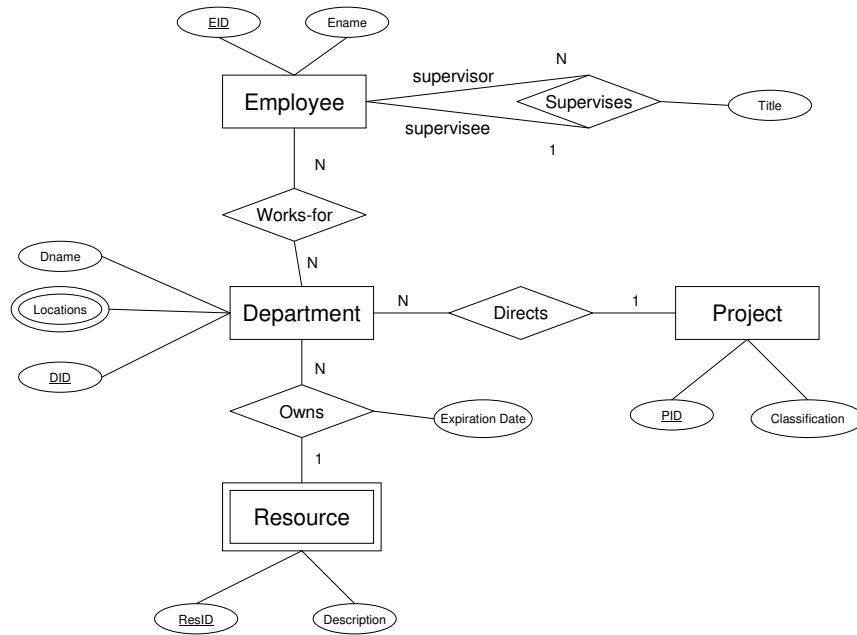 EID
Ename
N
supervisor
Employee
Supervises
Title
supervisee
1
N
Works-for
N
Dname
Locations
Department
N
Directs
1
Project
DID
N
Owns
Expiration Date
PID
Classification
1
Resource
ResID
Description